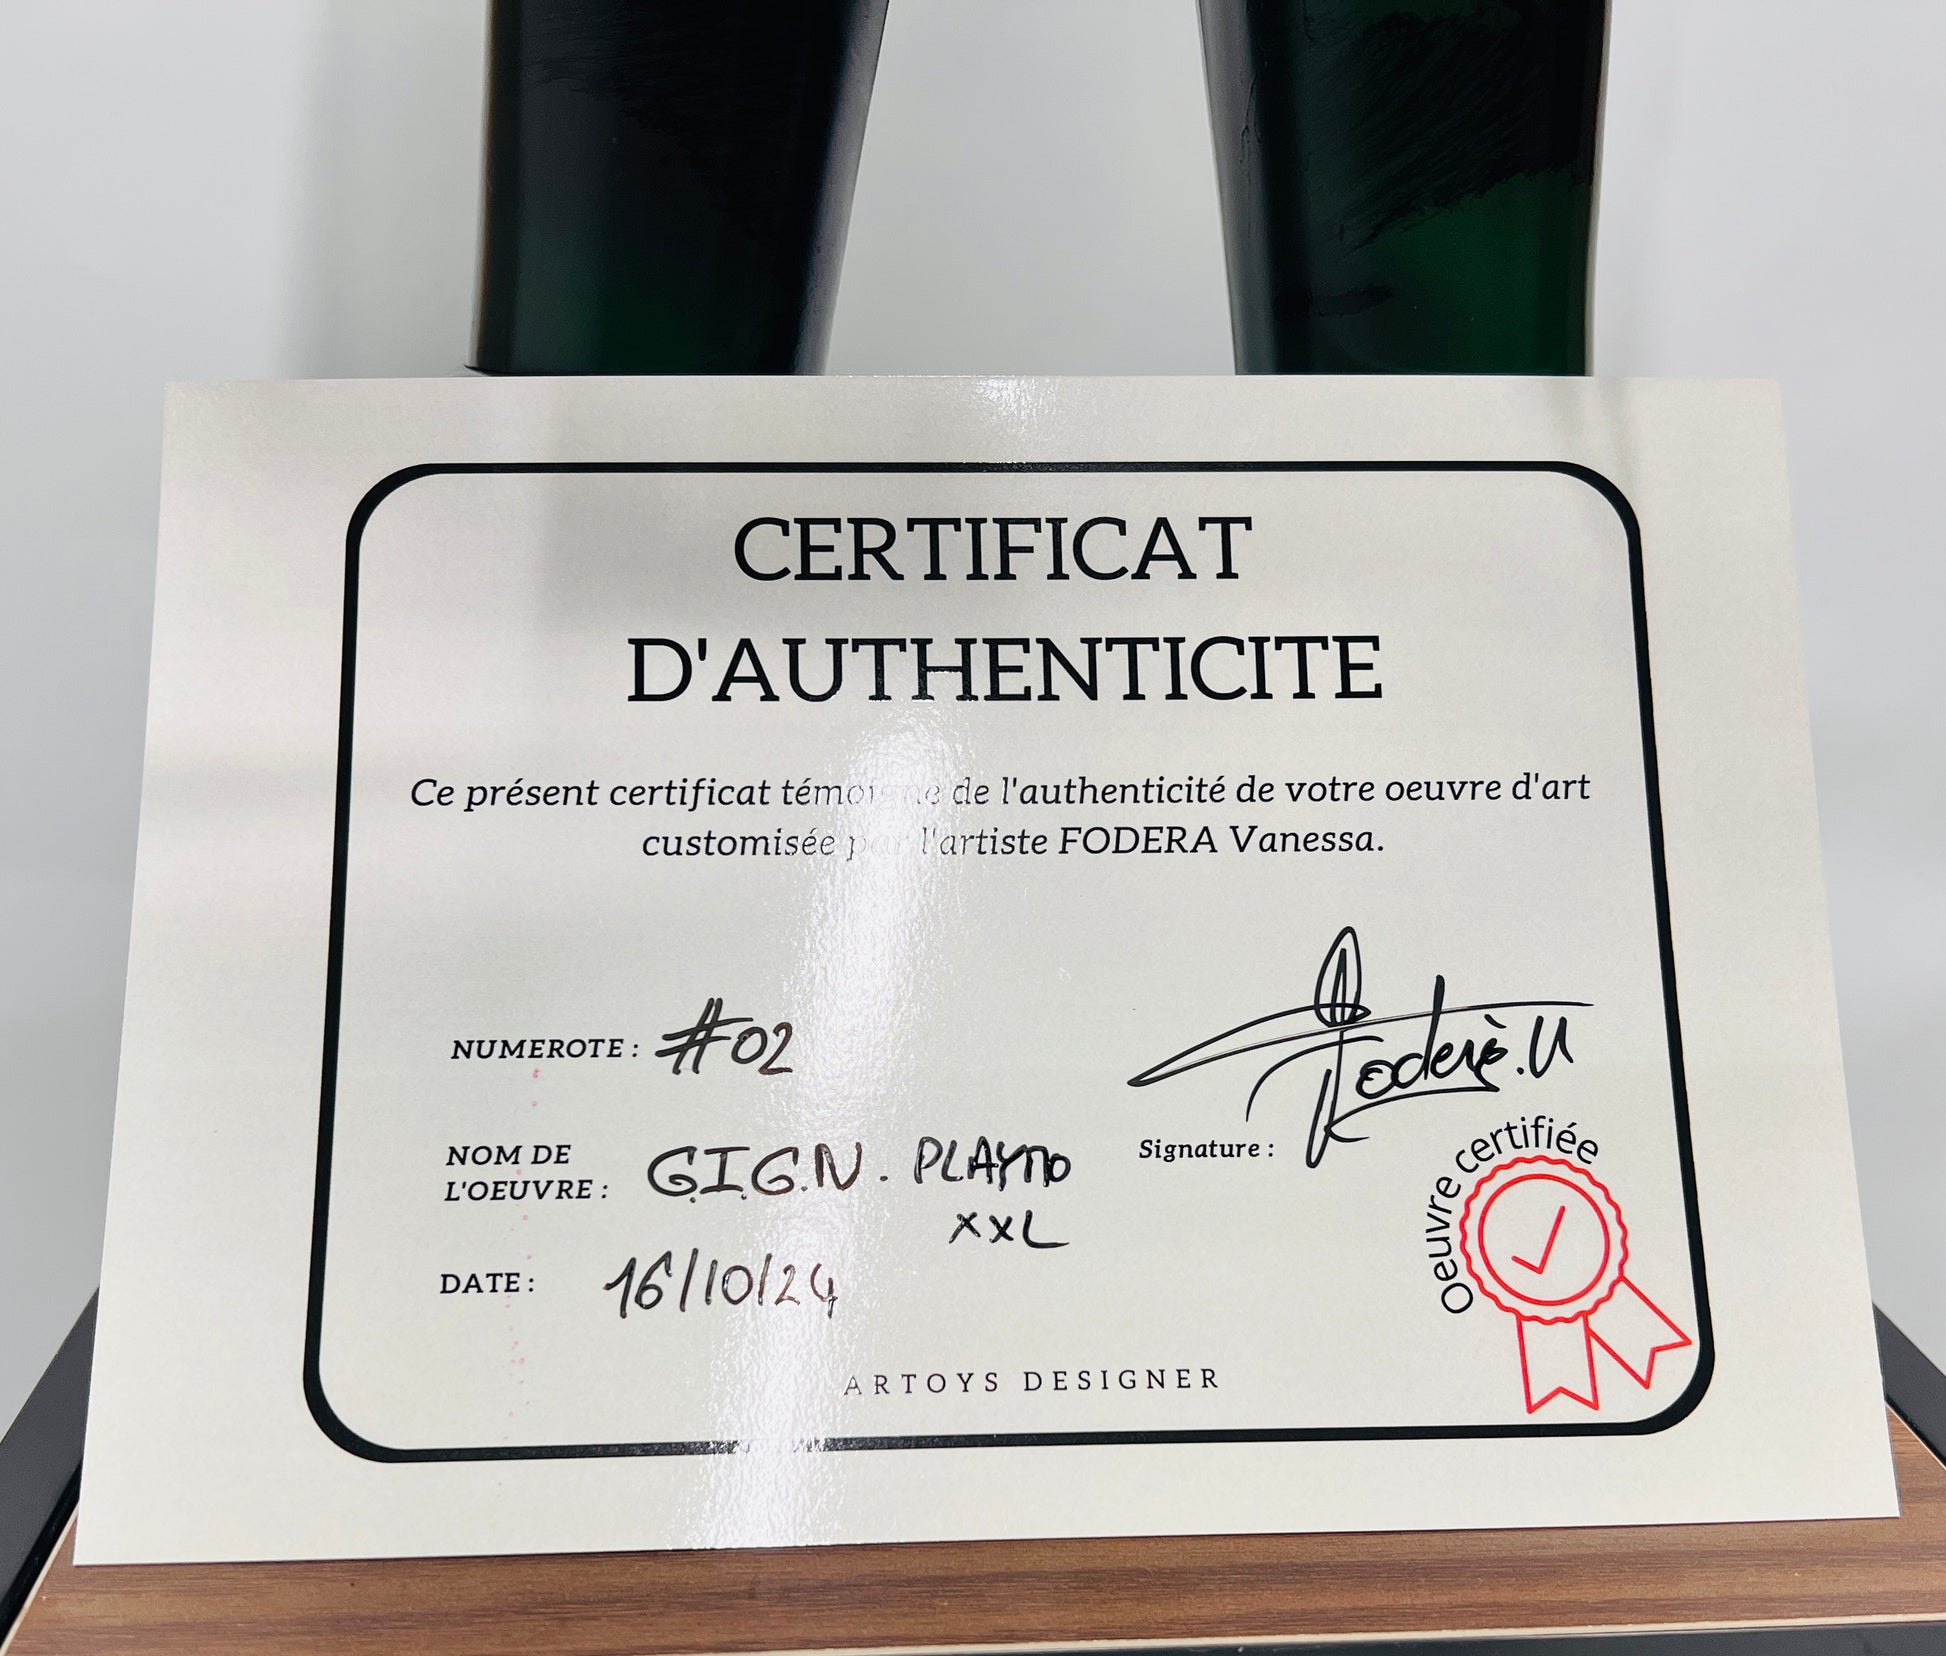 CERTIFICAT
D'AUTHENTICITE
Ce présent certificat témoigne de l'authenticité de votre oeuvre d'art
customisée par l'artiste FODERA Vanessa.
NUMEROTE : #02
NOM DE
L'OEUVRE : G.I.G.N. PLAYMO
XXL
DATE : 16/10/24
Signature : Fodera.V
Oeuvre certifiée
ARTOYS DESIGNER